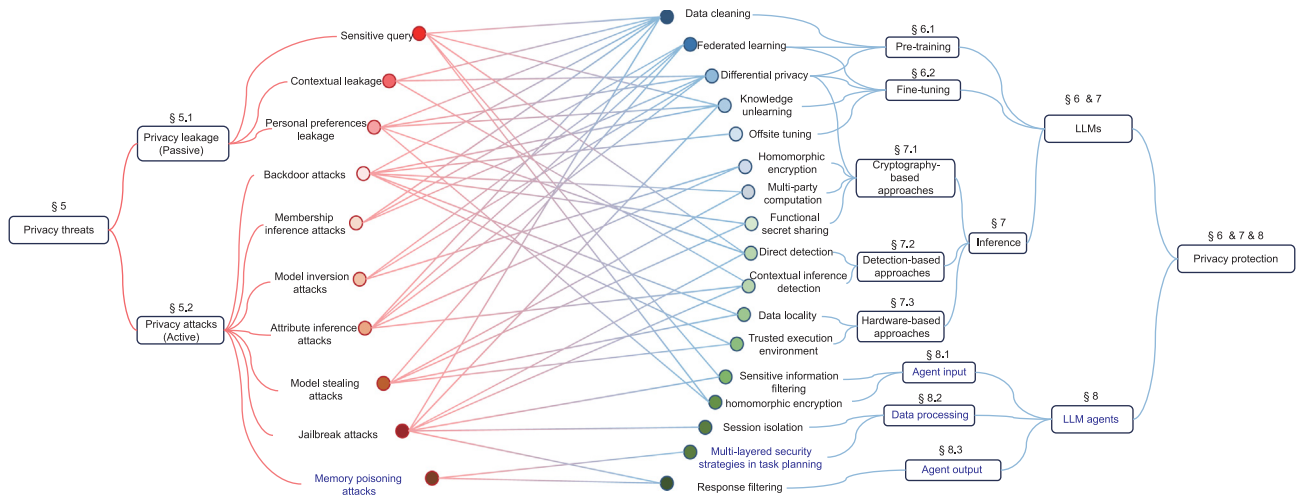 § 5
Privacy threats
§ 5.1
Privacy leakage
(Passive)
§ 5.2
Privacy attacks
(Active)
Sensitive query
Contextual leakage
Personal preferences
leakage
Backdoor attacks
Membership
inference attacks
Model inversion
attacks
Attribute inference
attacks
Model stealing
attacks
Jailbreak attacks
Memory poisoning
attacks
Data cleaning
Federated learning
Differential privacy
Knowledge
unlearning
Offsite tuning
Homomorphic
encryption
Multi-party
computation
Functional
secret sharing
Direct detection
Contextual inference
detection
Data locality
Trusted execution
environment
Sensitive information
filtering
homomorphic encryption
Session isolation
Multi-layered security
strategies in task planning
Response filtering
§ 6.1
Pre-training
§ 6.2
Fine-tuning
§ 7.1
Cryptography-
based
approaches
§ 7.2
Detection-based
approaches
§ 7.3
Hardware-based
approaches
§ 8.1
Agent input
§ 8.2
Data processing
§ 8.3
Agent output
§ 7
Inference
§ 6 & 7
LLMs
§ 8
LLM agents
§ 6 & 7 & 8
Privacy protection